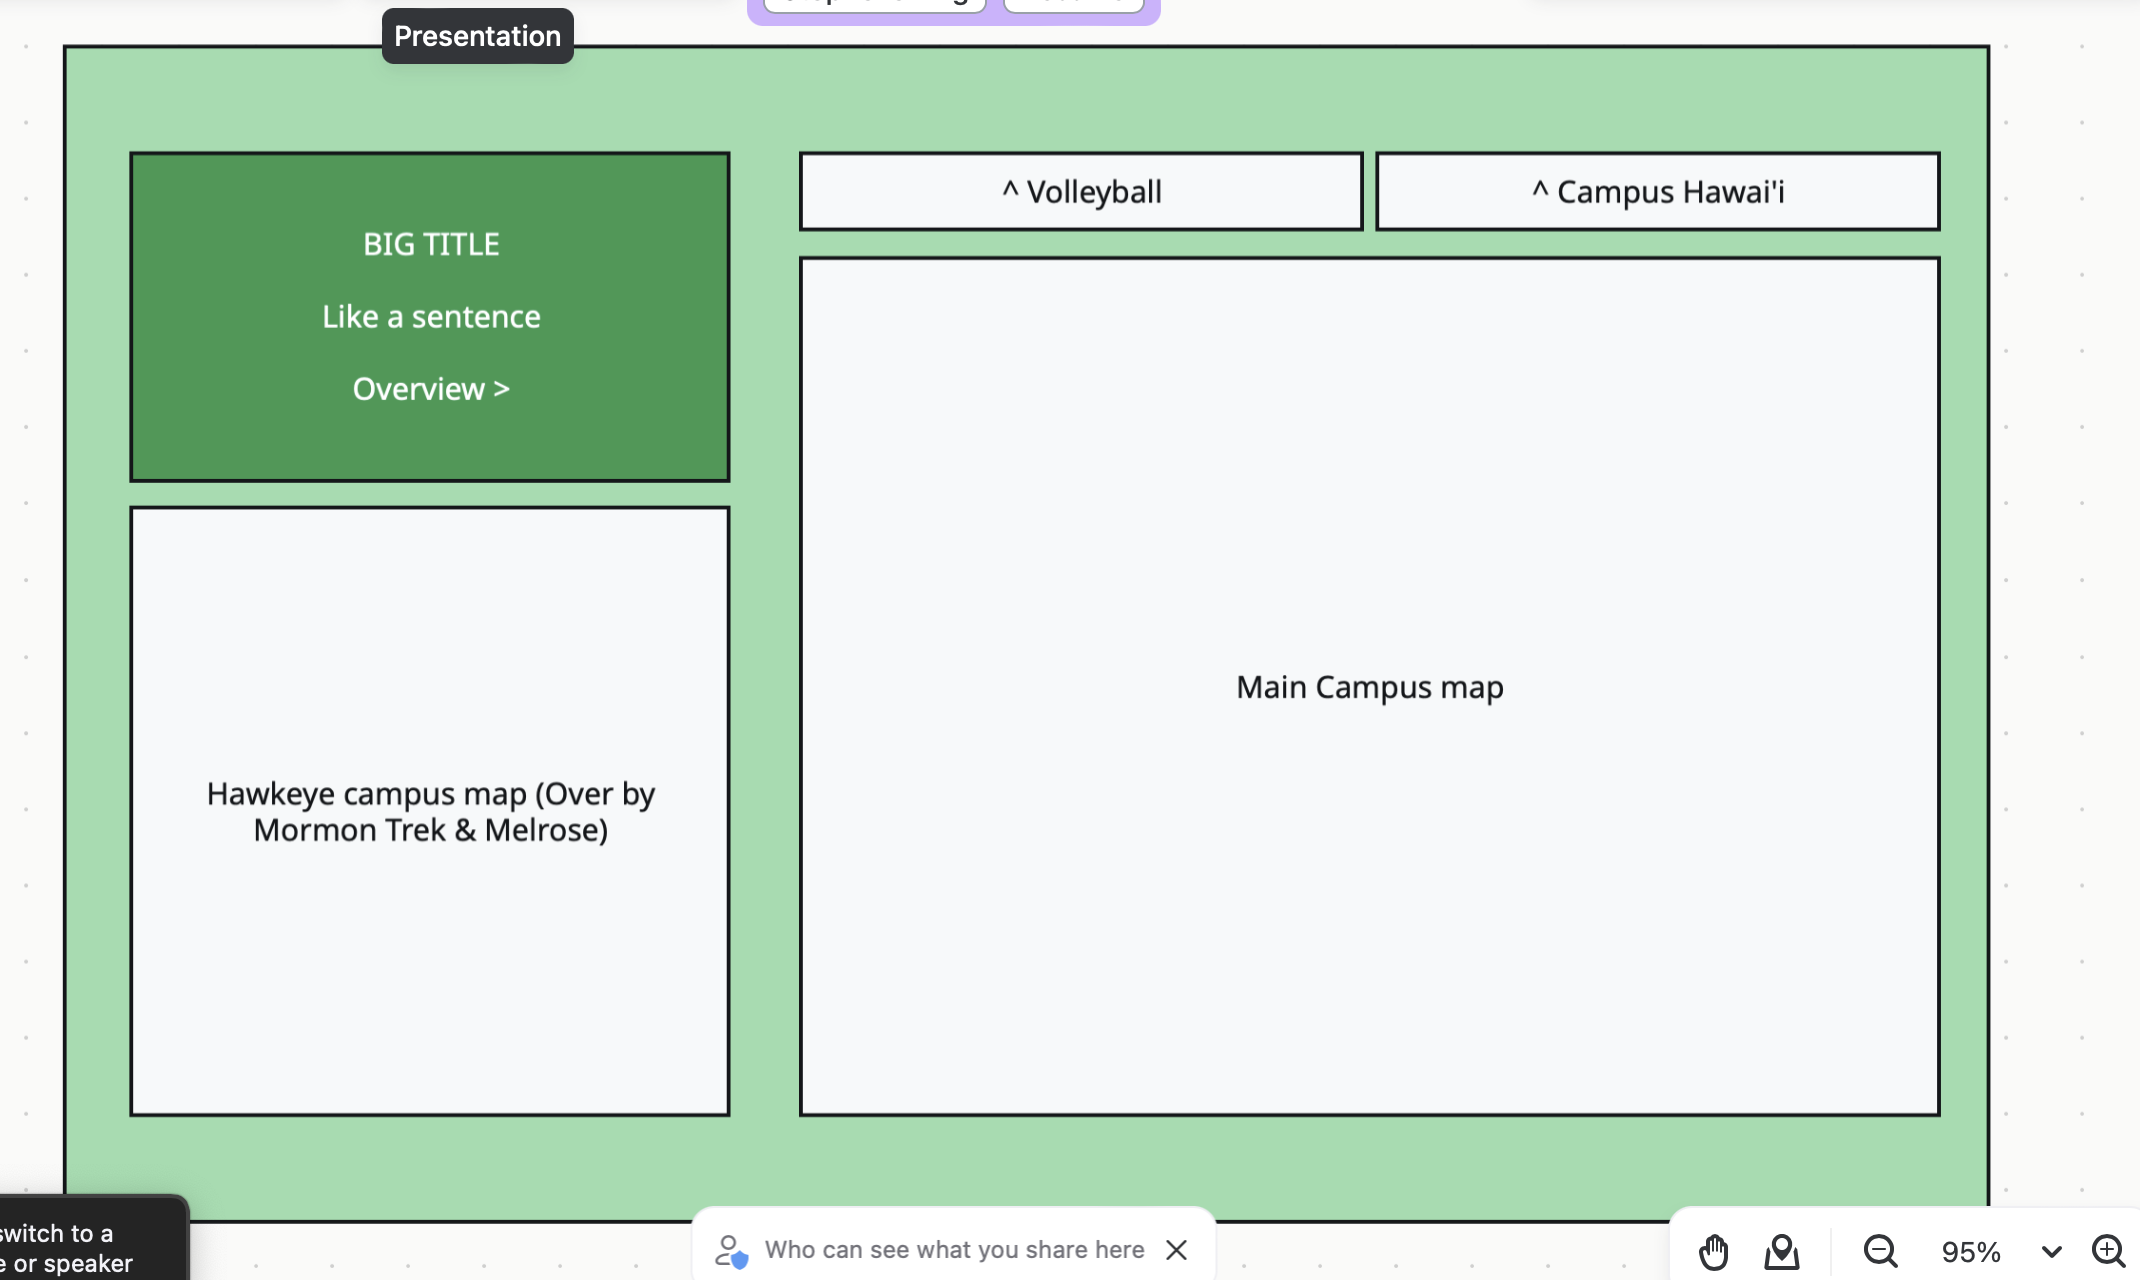 Presentation
BIG TITLE
Like a sentence
Overview >
^ Volleyball
^ Campus Hawai'i
Main Campus map
Hawkeye campus map (Over by
Mormon Trek & Melrose)
switch to a
or speaker
Who can see what you share here
95%